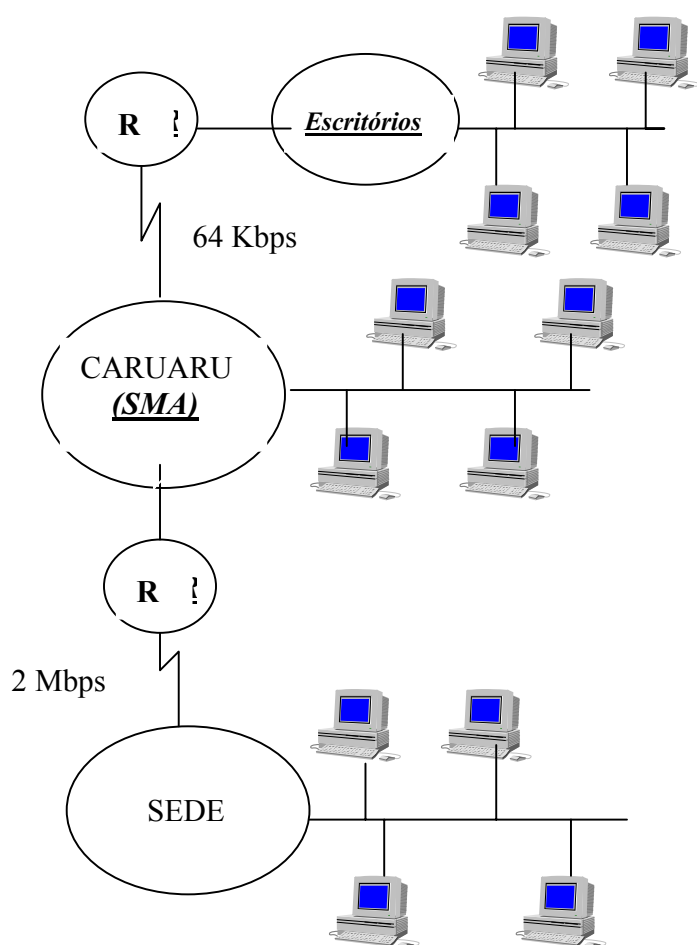 R
Escritórios
64 Kbps
CARUARU
(SMA)
R
2 Mbps
SEDE